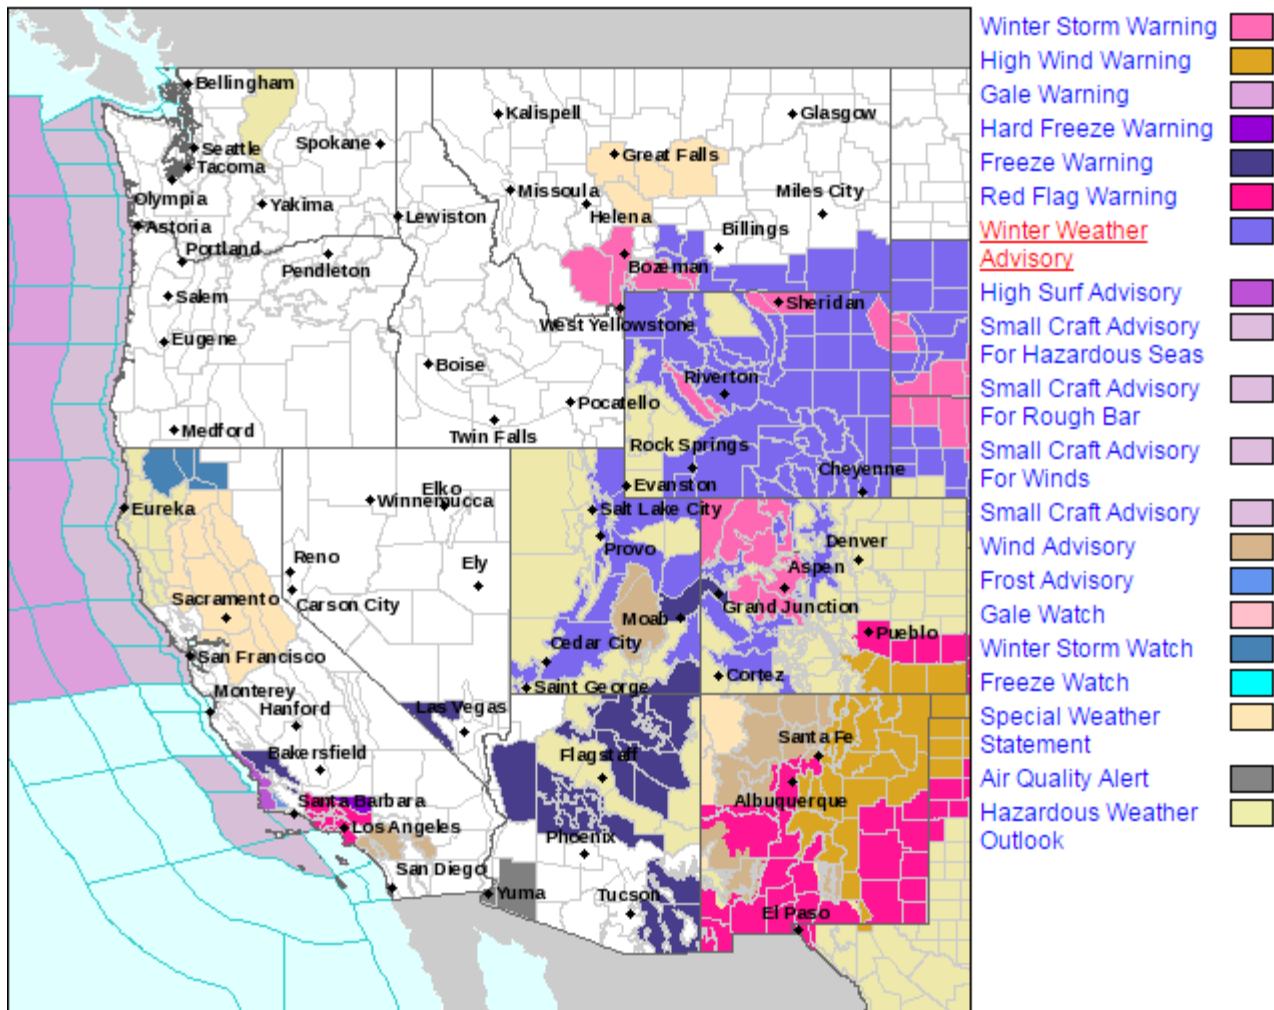 Bellingham
Seattle
Tacoma
Spokane
Olympia
Yakima
Astoria
Portland
Pendleton
Salem
Eugene
Medford
Kalispell
Glasgow
Great Falls
Missoula
Miles City
Helena
Lewiston
Billings
Bozeman
West Yellowstone
Sheridan
Boise
Riverton
Pocatello
Twin Falls
Rock Springs
Cheyenne
Evanston
Eureka
Elko
Winnemucca
Salt Lake City
Provo
Denver
Reno
Ely
Aspen
Sacramento
Carson City
Grand Junction
Moab
Pueblo
San Francisco
Cedar City
Cortez
Saint George
Monterey
Hanford
Las Vegas
Bakersfield
Flagstaff
Santa Fe
Santa Barbara
Albuquerque
Los Angeles
Phoenix
San Diego
Yuma
Tucson
El Paso
Winter Storm Warning
High Wind Warning
Gale Warning
Hard Freeze Warning
Freeze Warning
Red Flag Warning
Winter Weather
Advisory
High Surf Advisory
Small Craft Advisory
For Hazardous Seas
Small Craft Advisory
For Rough Bar
Small Craft Advisory
For Winds
Small Craft Advisory
Wind Advisory
Frost Advisory
Gale Watch
Winter Storm Watch
Freeze Watch
Special Weather
Statement
Air Quality Alert
Hazardous Weather
Outlook